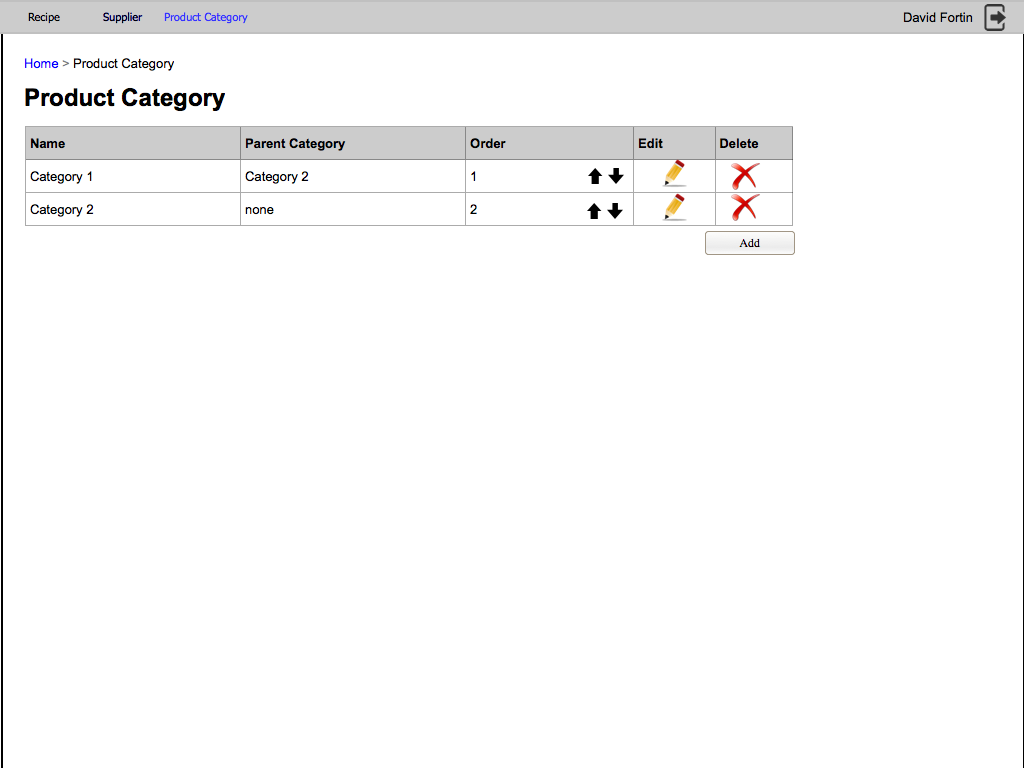 Recipe Supplier Product Category David Fortin
Home > Product Category
Product Category
Name Parent Category Order Edit Delete
Category 1 Category 2 1
Category 2 none 2
Add